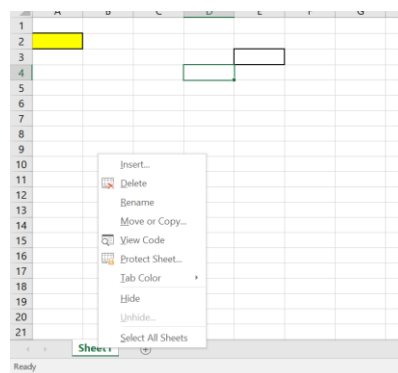 A B C D E F G
1
2
3
4
5
6
7
8
9
10
11
12
13
14
15
16
17
18
19
20
21
Insert...
Delete
Rename
Move or Copy...
View Code
Protect Sheet...
Tab Color
Hide
Unhide...
Select All Sheets
Sheet1
Ready